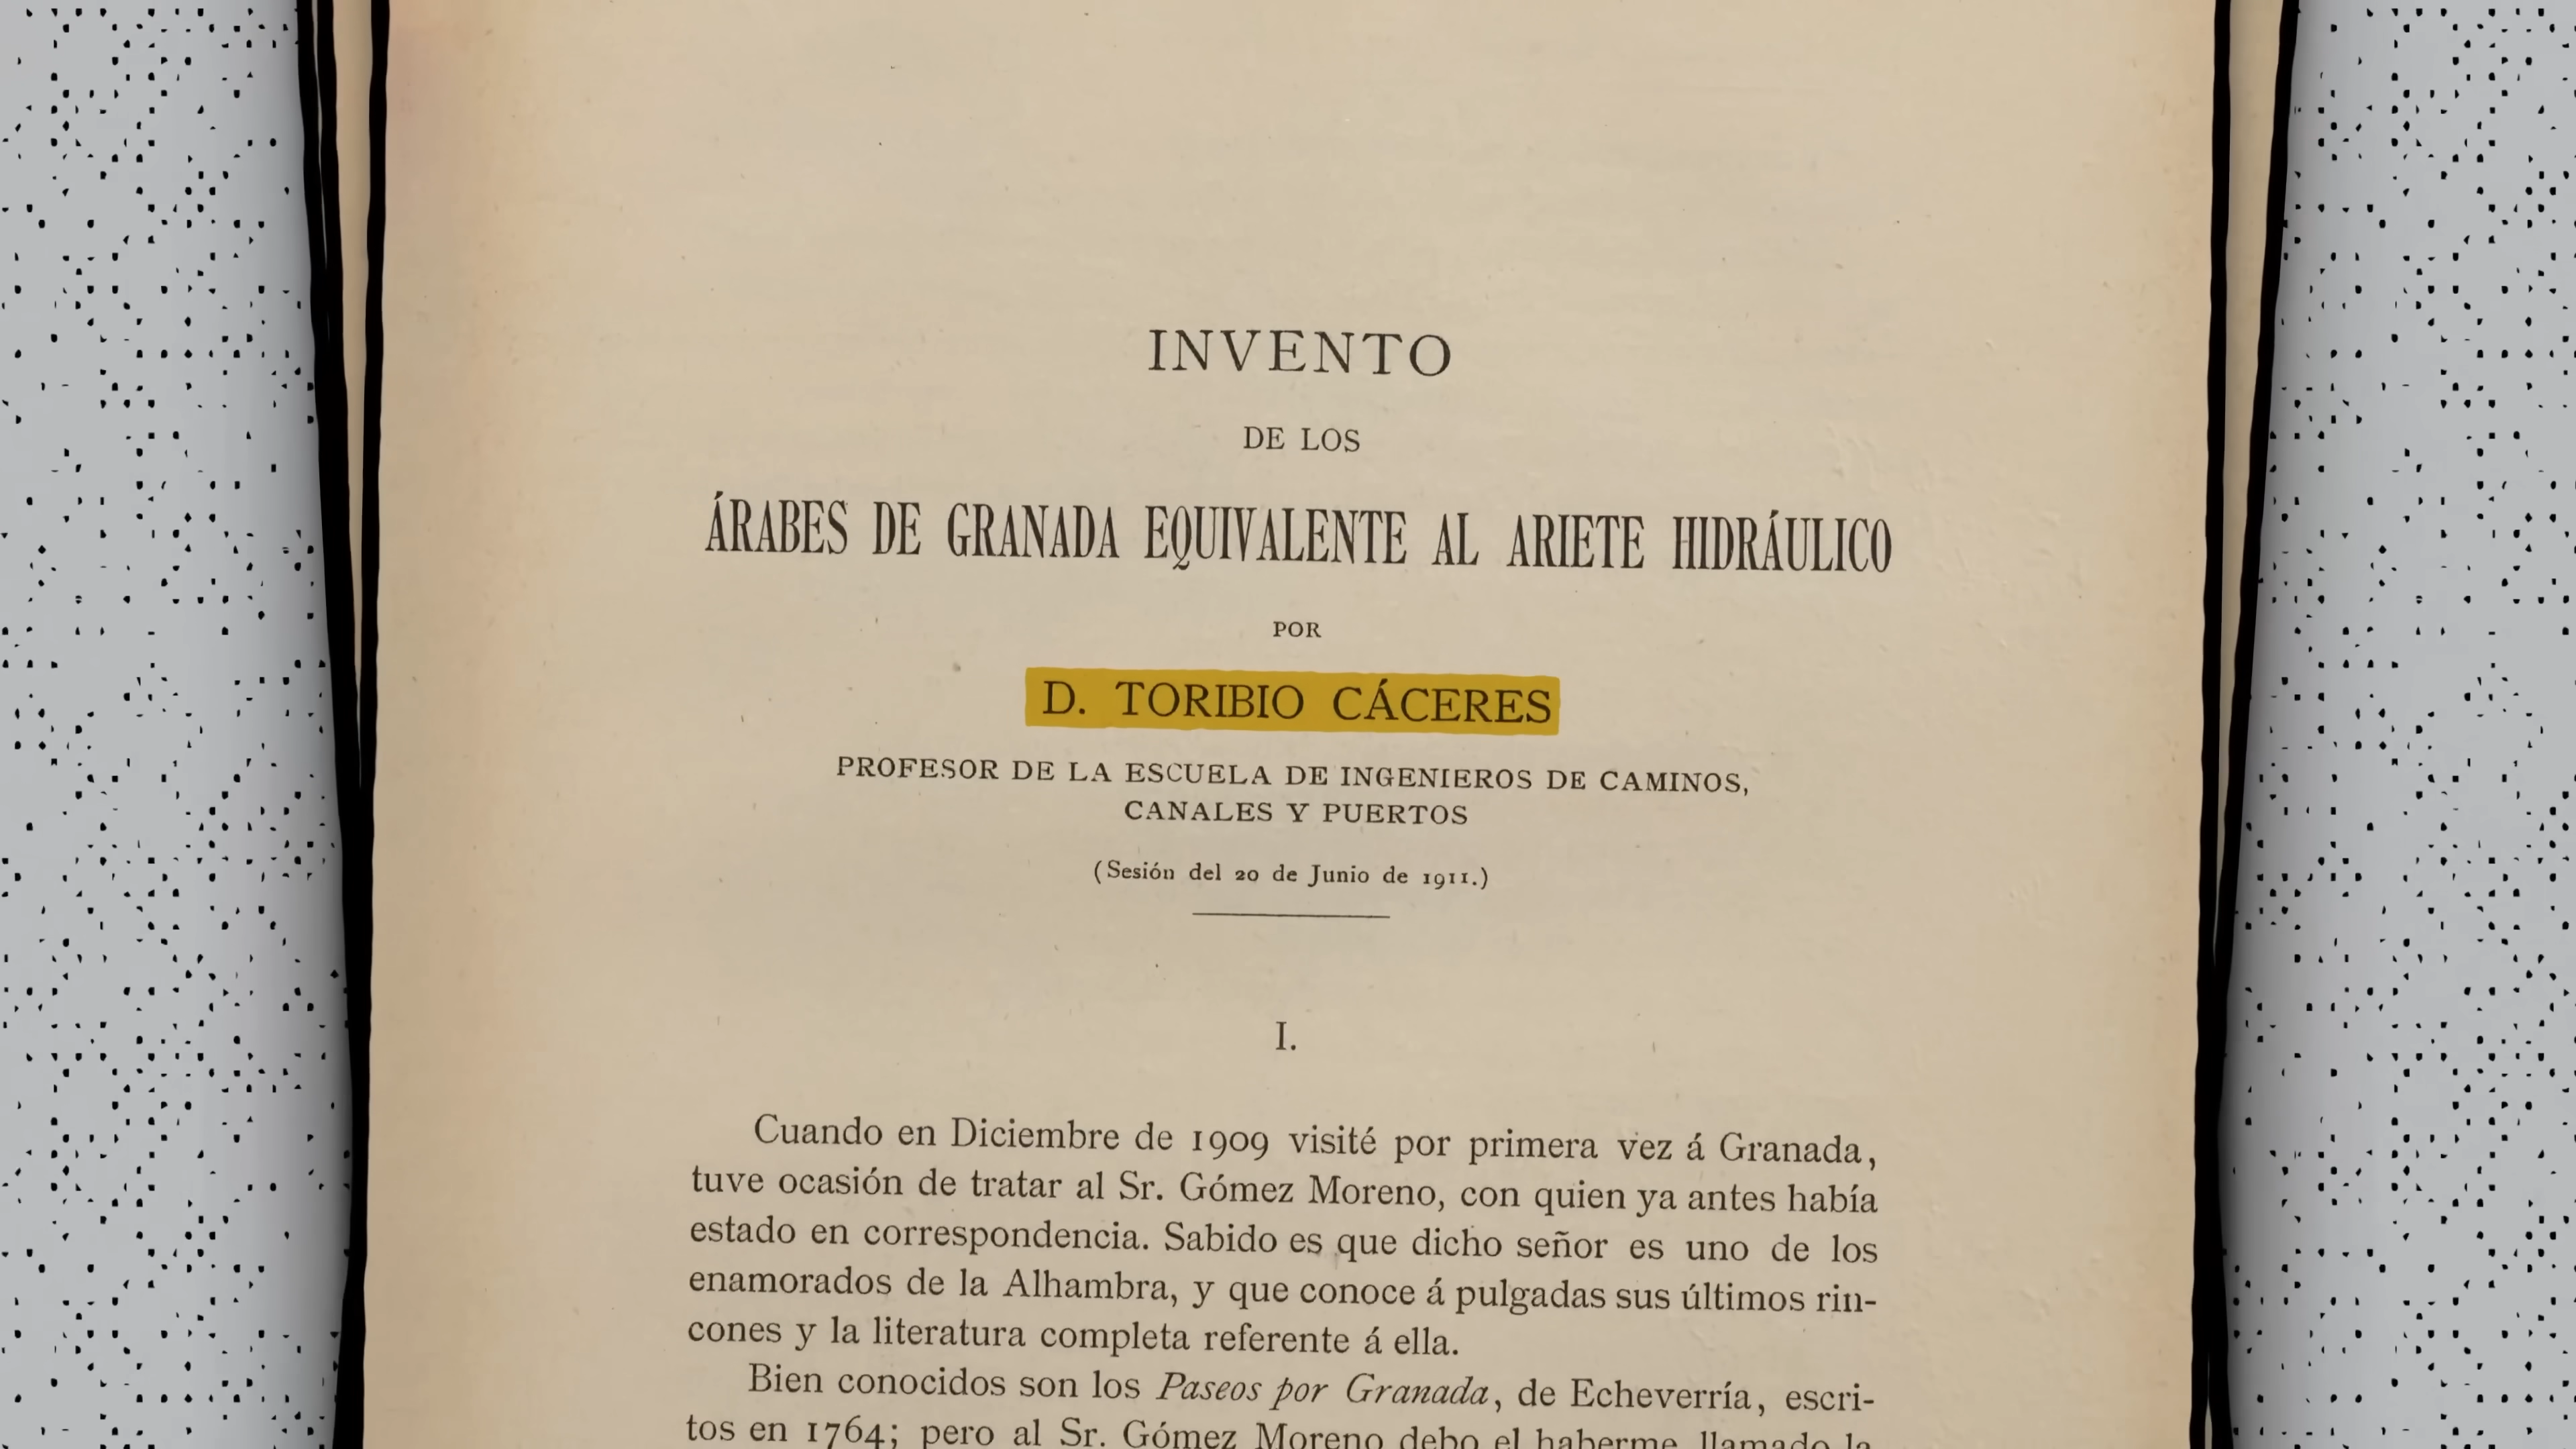 INVENTO
DE LOS
ÁRABES DE GRANADA EQUIVALENTE AL ARIETE HIDRÁULICO
POR
D. TORIBIO CÁCERES
PROFESOR DE LA ESCUELA DE INGENIEROS DE CAMINOS,
CANALES Y PUERTOS
(Sesión del 20 de Junio de 1911.)
I.
Cuando en Diciembre de 1909 visité por primera vez á Granada,
tuve ocasión de tratar al Sr. Gómez Moreno, con quien ya antes había
estado en correspondencia. Sabido es que dicho señor es uno de los
enamorados de la Alhambra, y que conoce á pulgadas sus últimos rin-
cones y la literatura completa referente á ella.
Bien conocidos son los Paseos por Granada, de Echeverría, escri-
tos en 1764; pero al Sr. Gómez Moreno debo el haberme llamado la